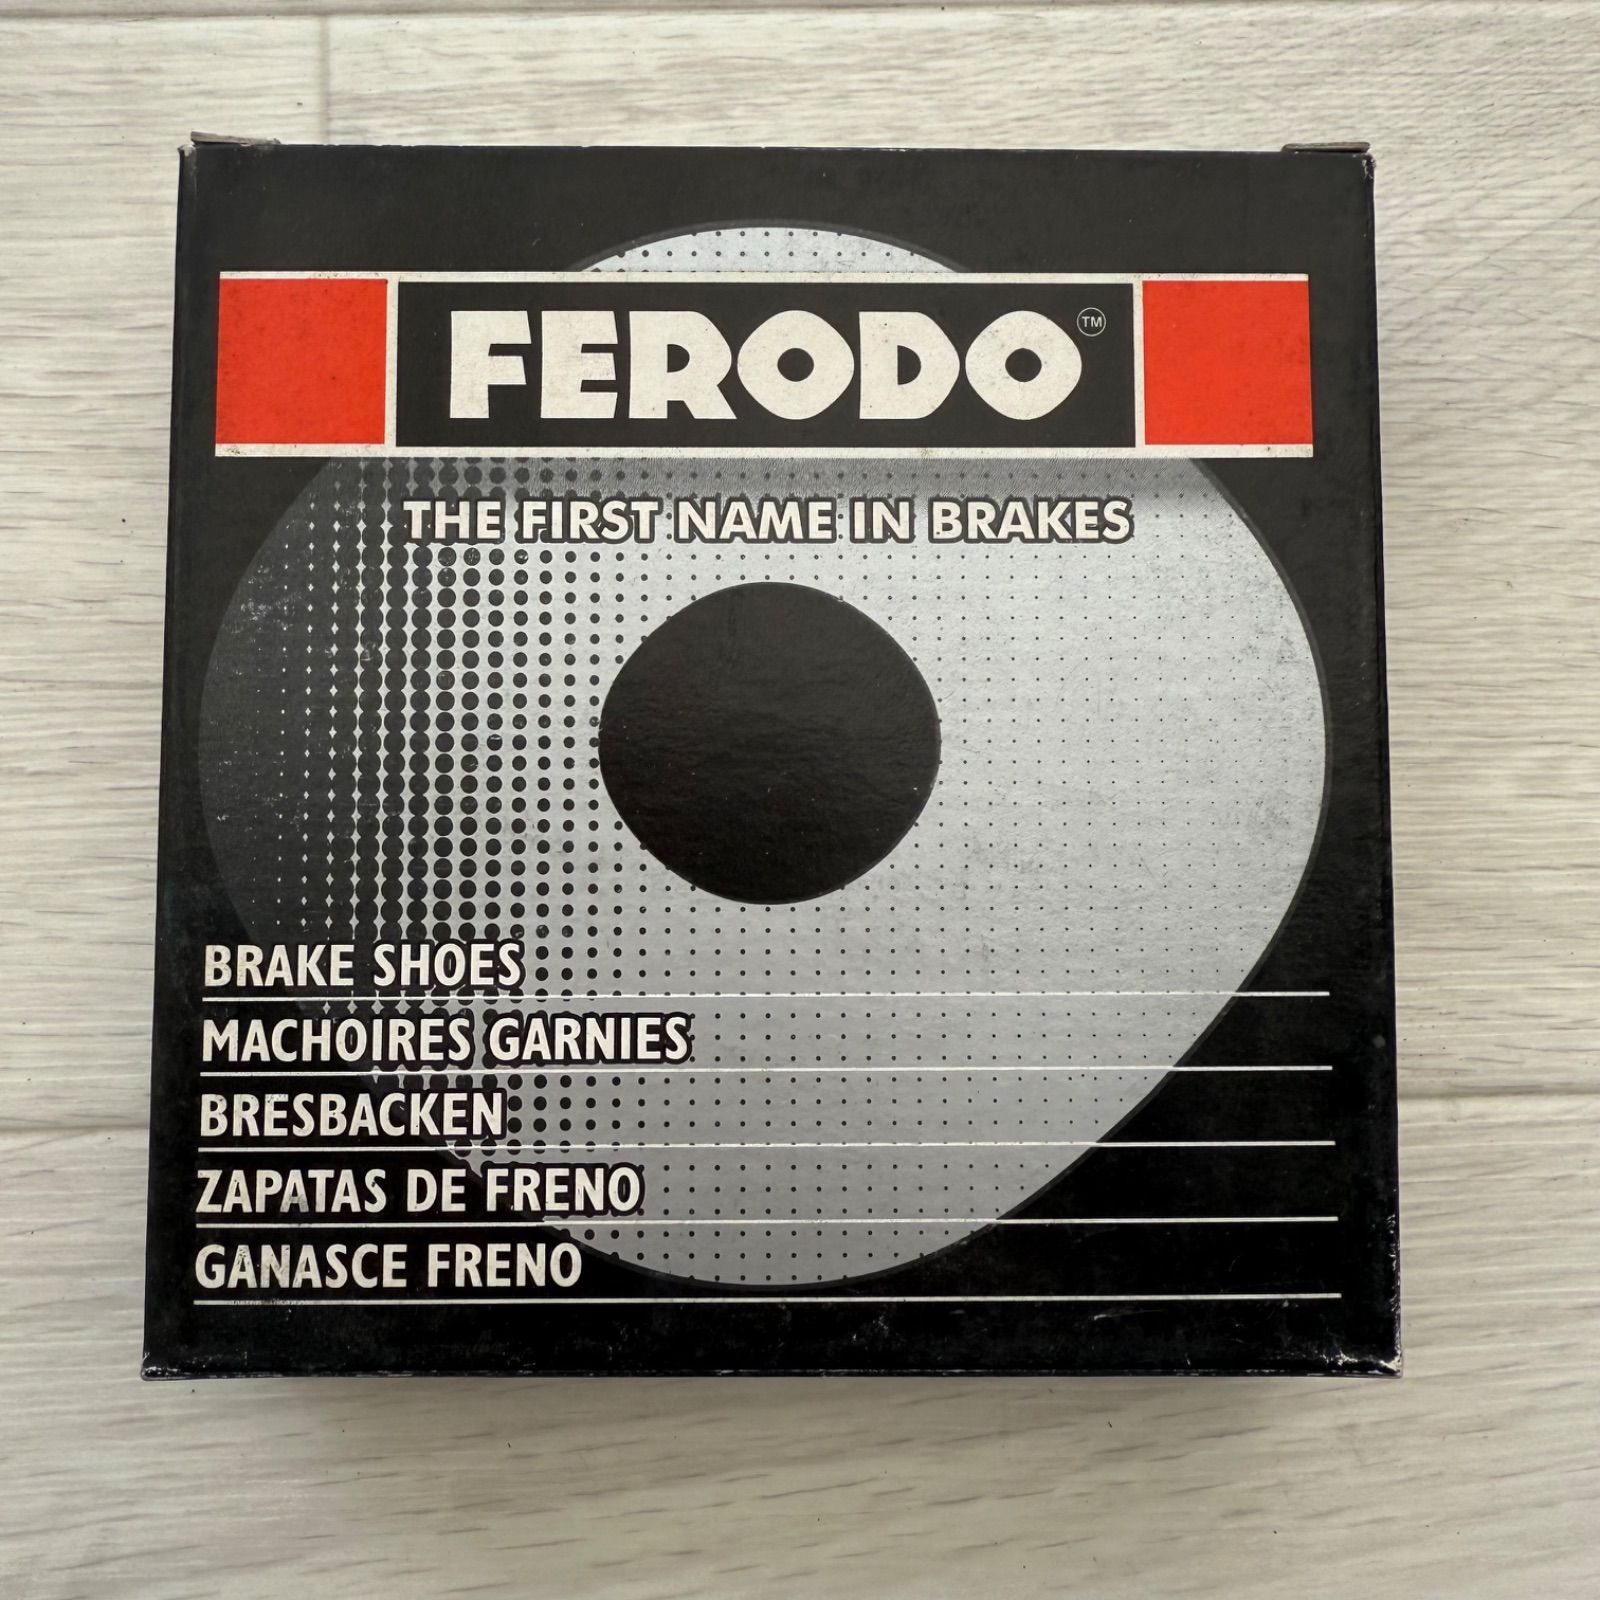 FERODO™
THE FIRST NAME IN BRAKES
BRAKE SHOES
MACHOIRES GARNIES
BRESBACKEN
ZAPATAS DE FRENO
GANASCE FRENO